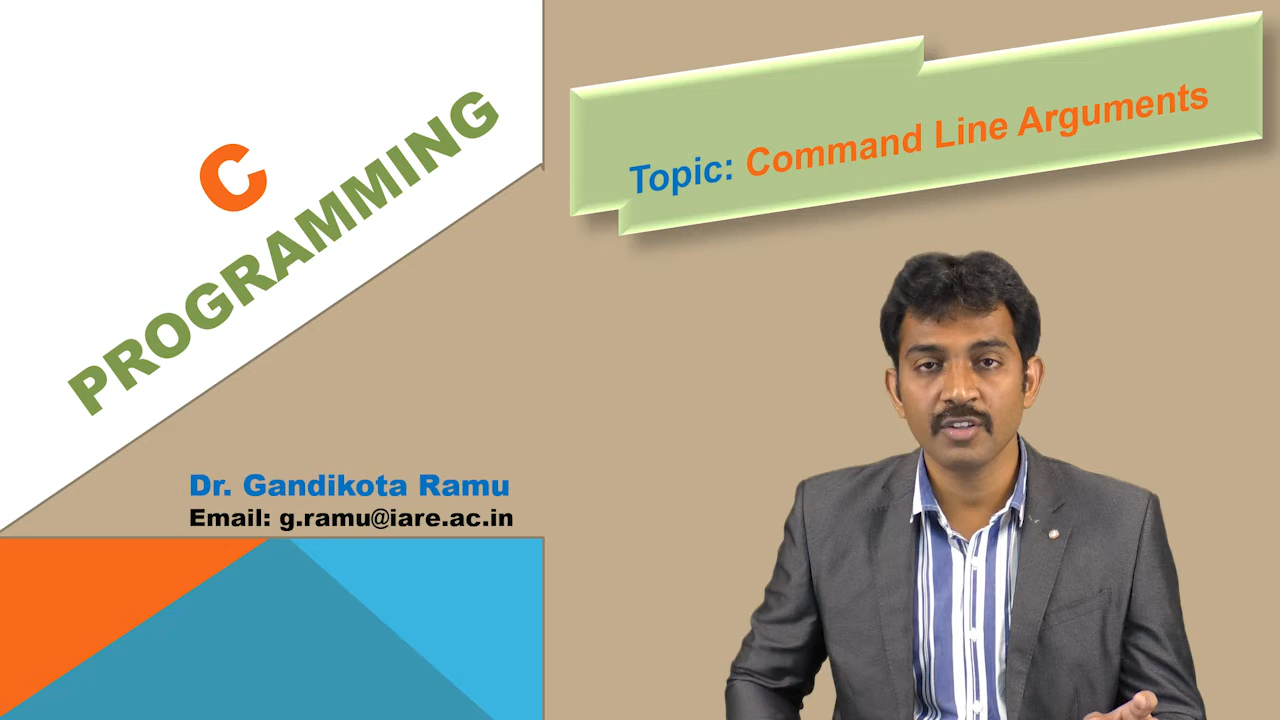 C
PROGRAMMING
Topic: Command Line Arguments
Dr. Gandikota Ramu
Email: g.ramu@iare.ac.in